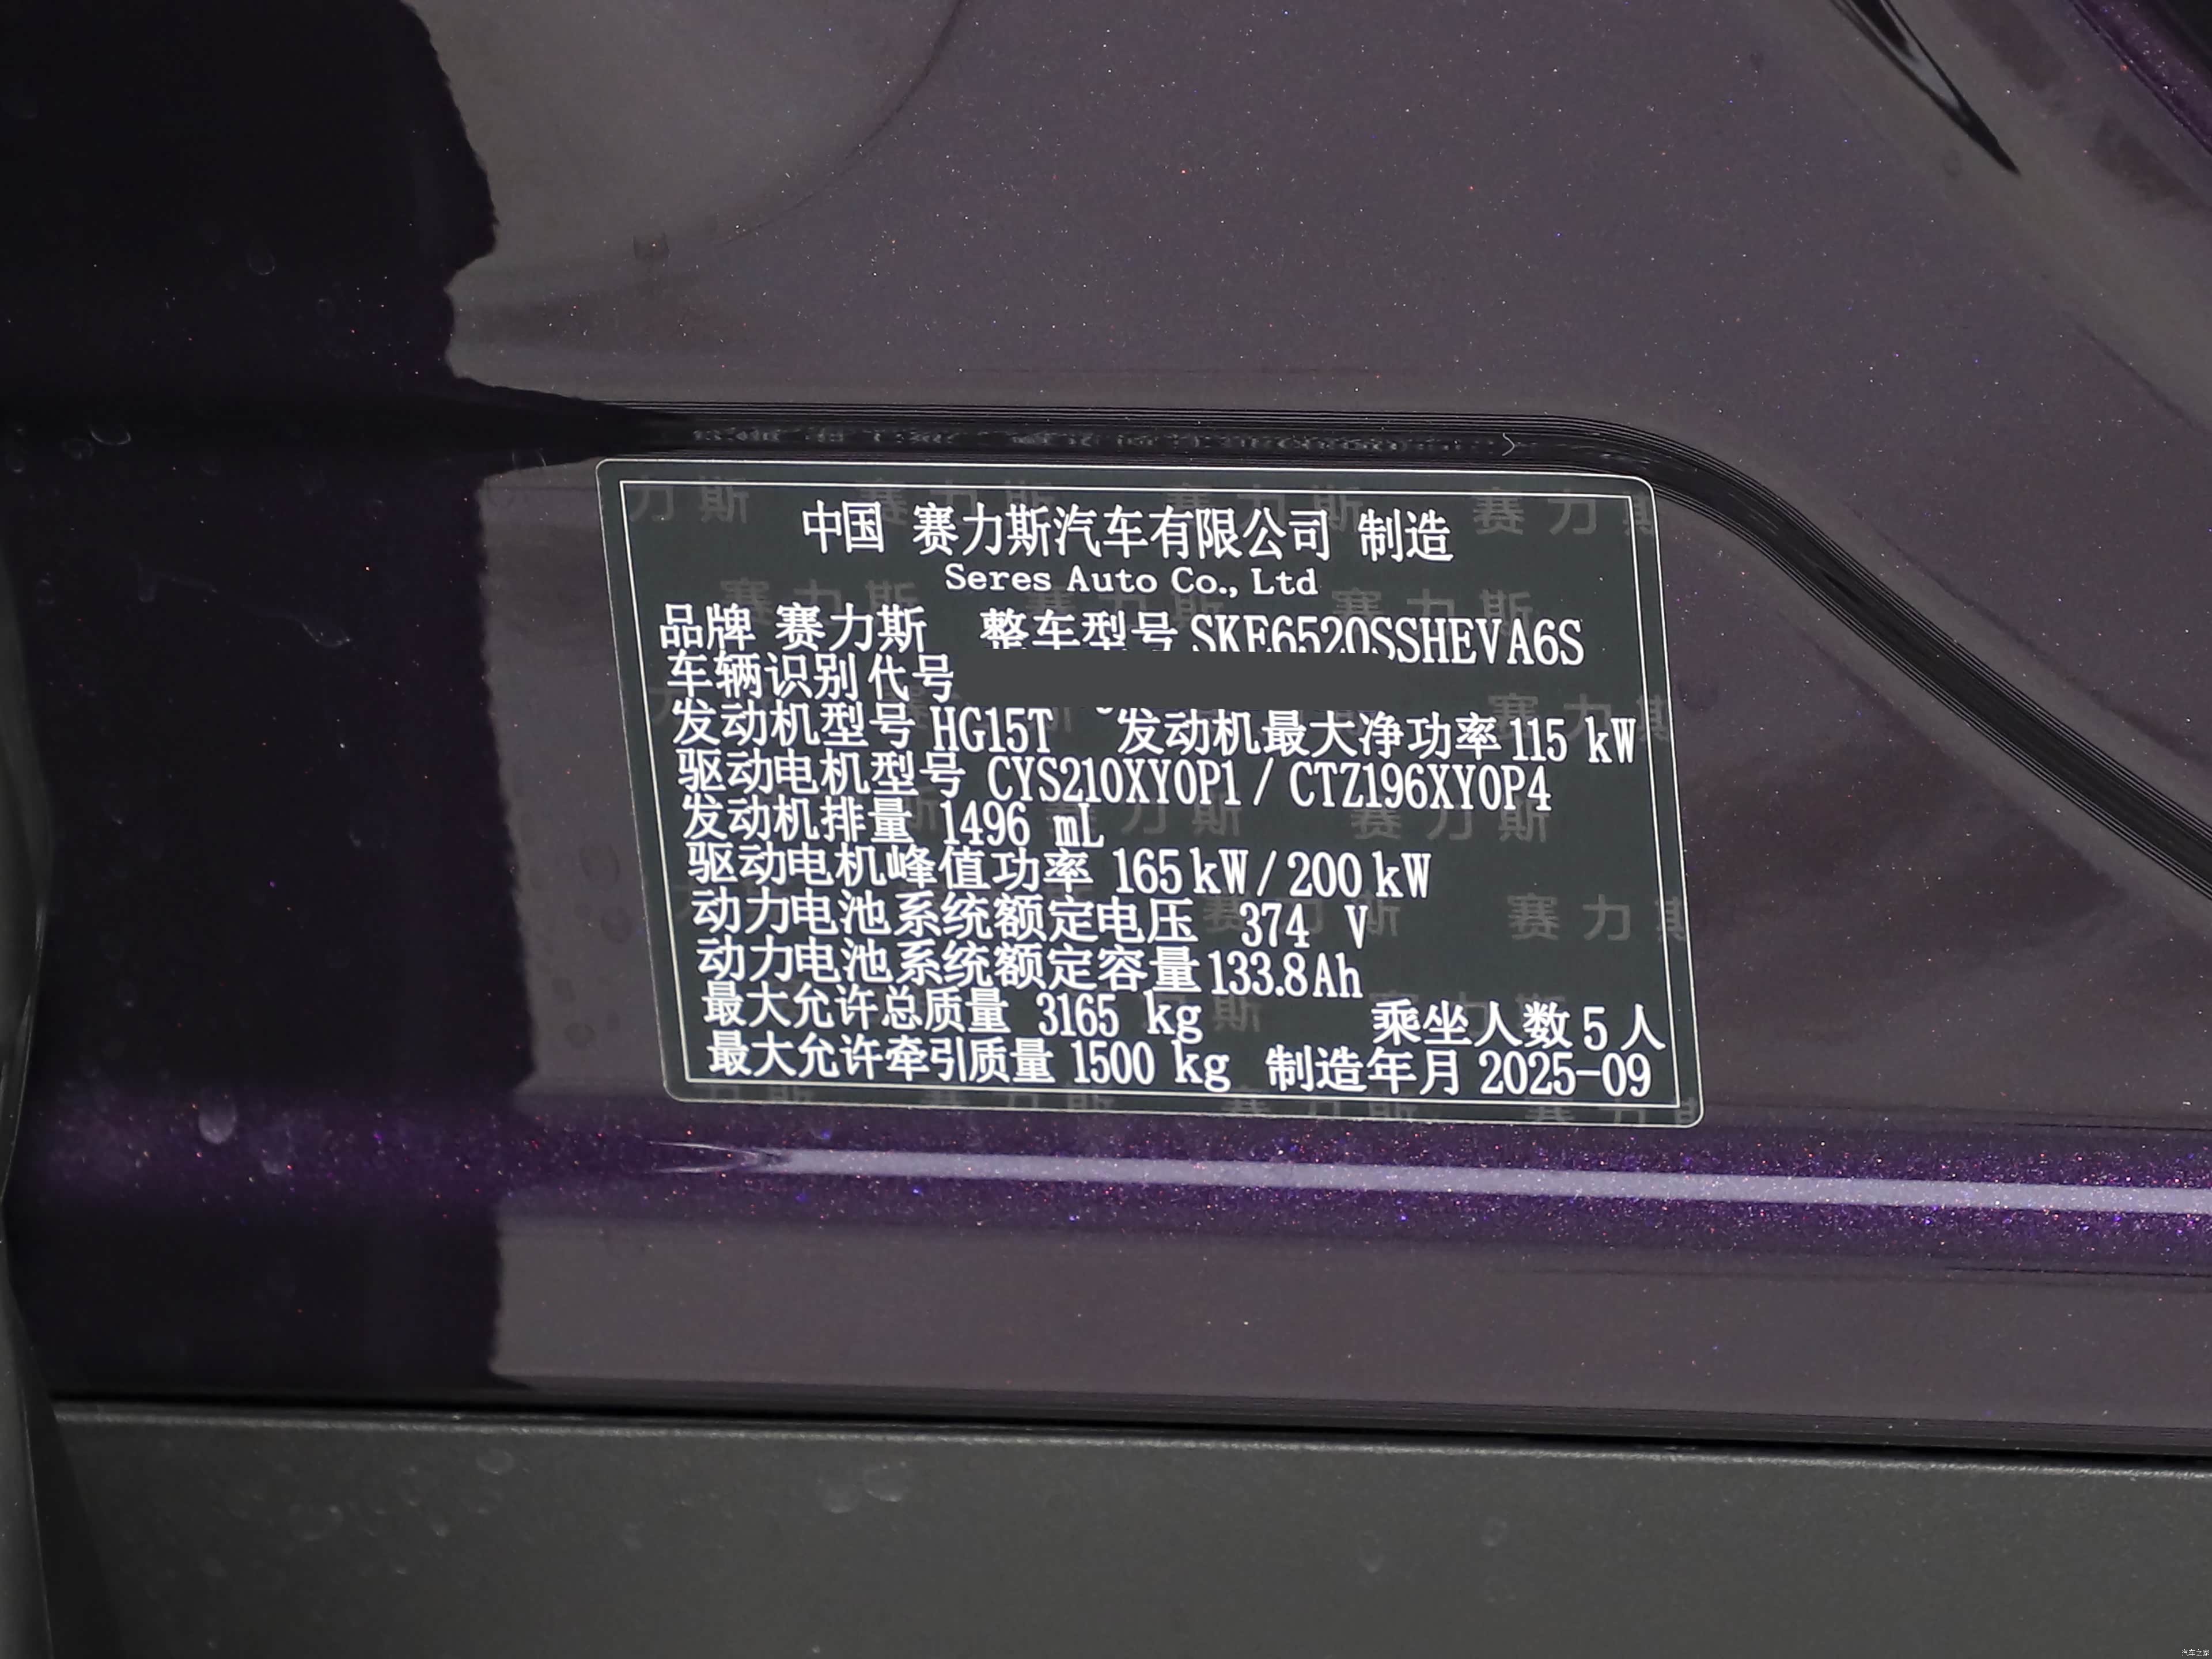 中国 赛力斯汽车有限公司 制造
Seres Auto Co., Ltd
品牌 赛力斯 整车型号 SKE6520SSHEVA6S
车辆识别代号
发动机型号 HG15T 发动机最大净功率 115 kW
驱动电机型号 CYS210XY0P1 / CTZ196XY0P4
发动机排量 1496 mL
驱动电机峰值功率 165 kW / 200 kW
动力电池系统额定电压 374 V
动力电池系统额定容量 133.8Ah
最大允许总质量 3165 kg 乘坐人数 5 人
最大允许牵引质量 1500 kg 制造年月 2025-09
汽车之家